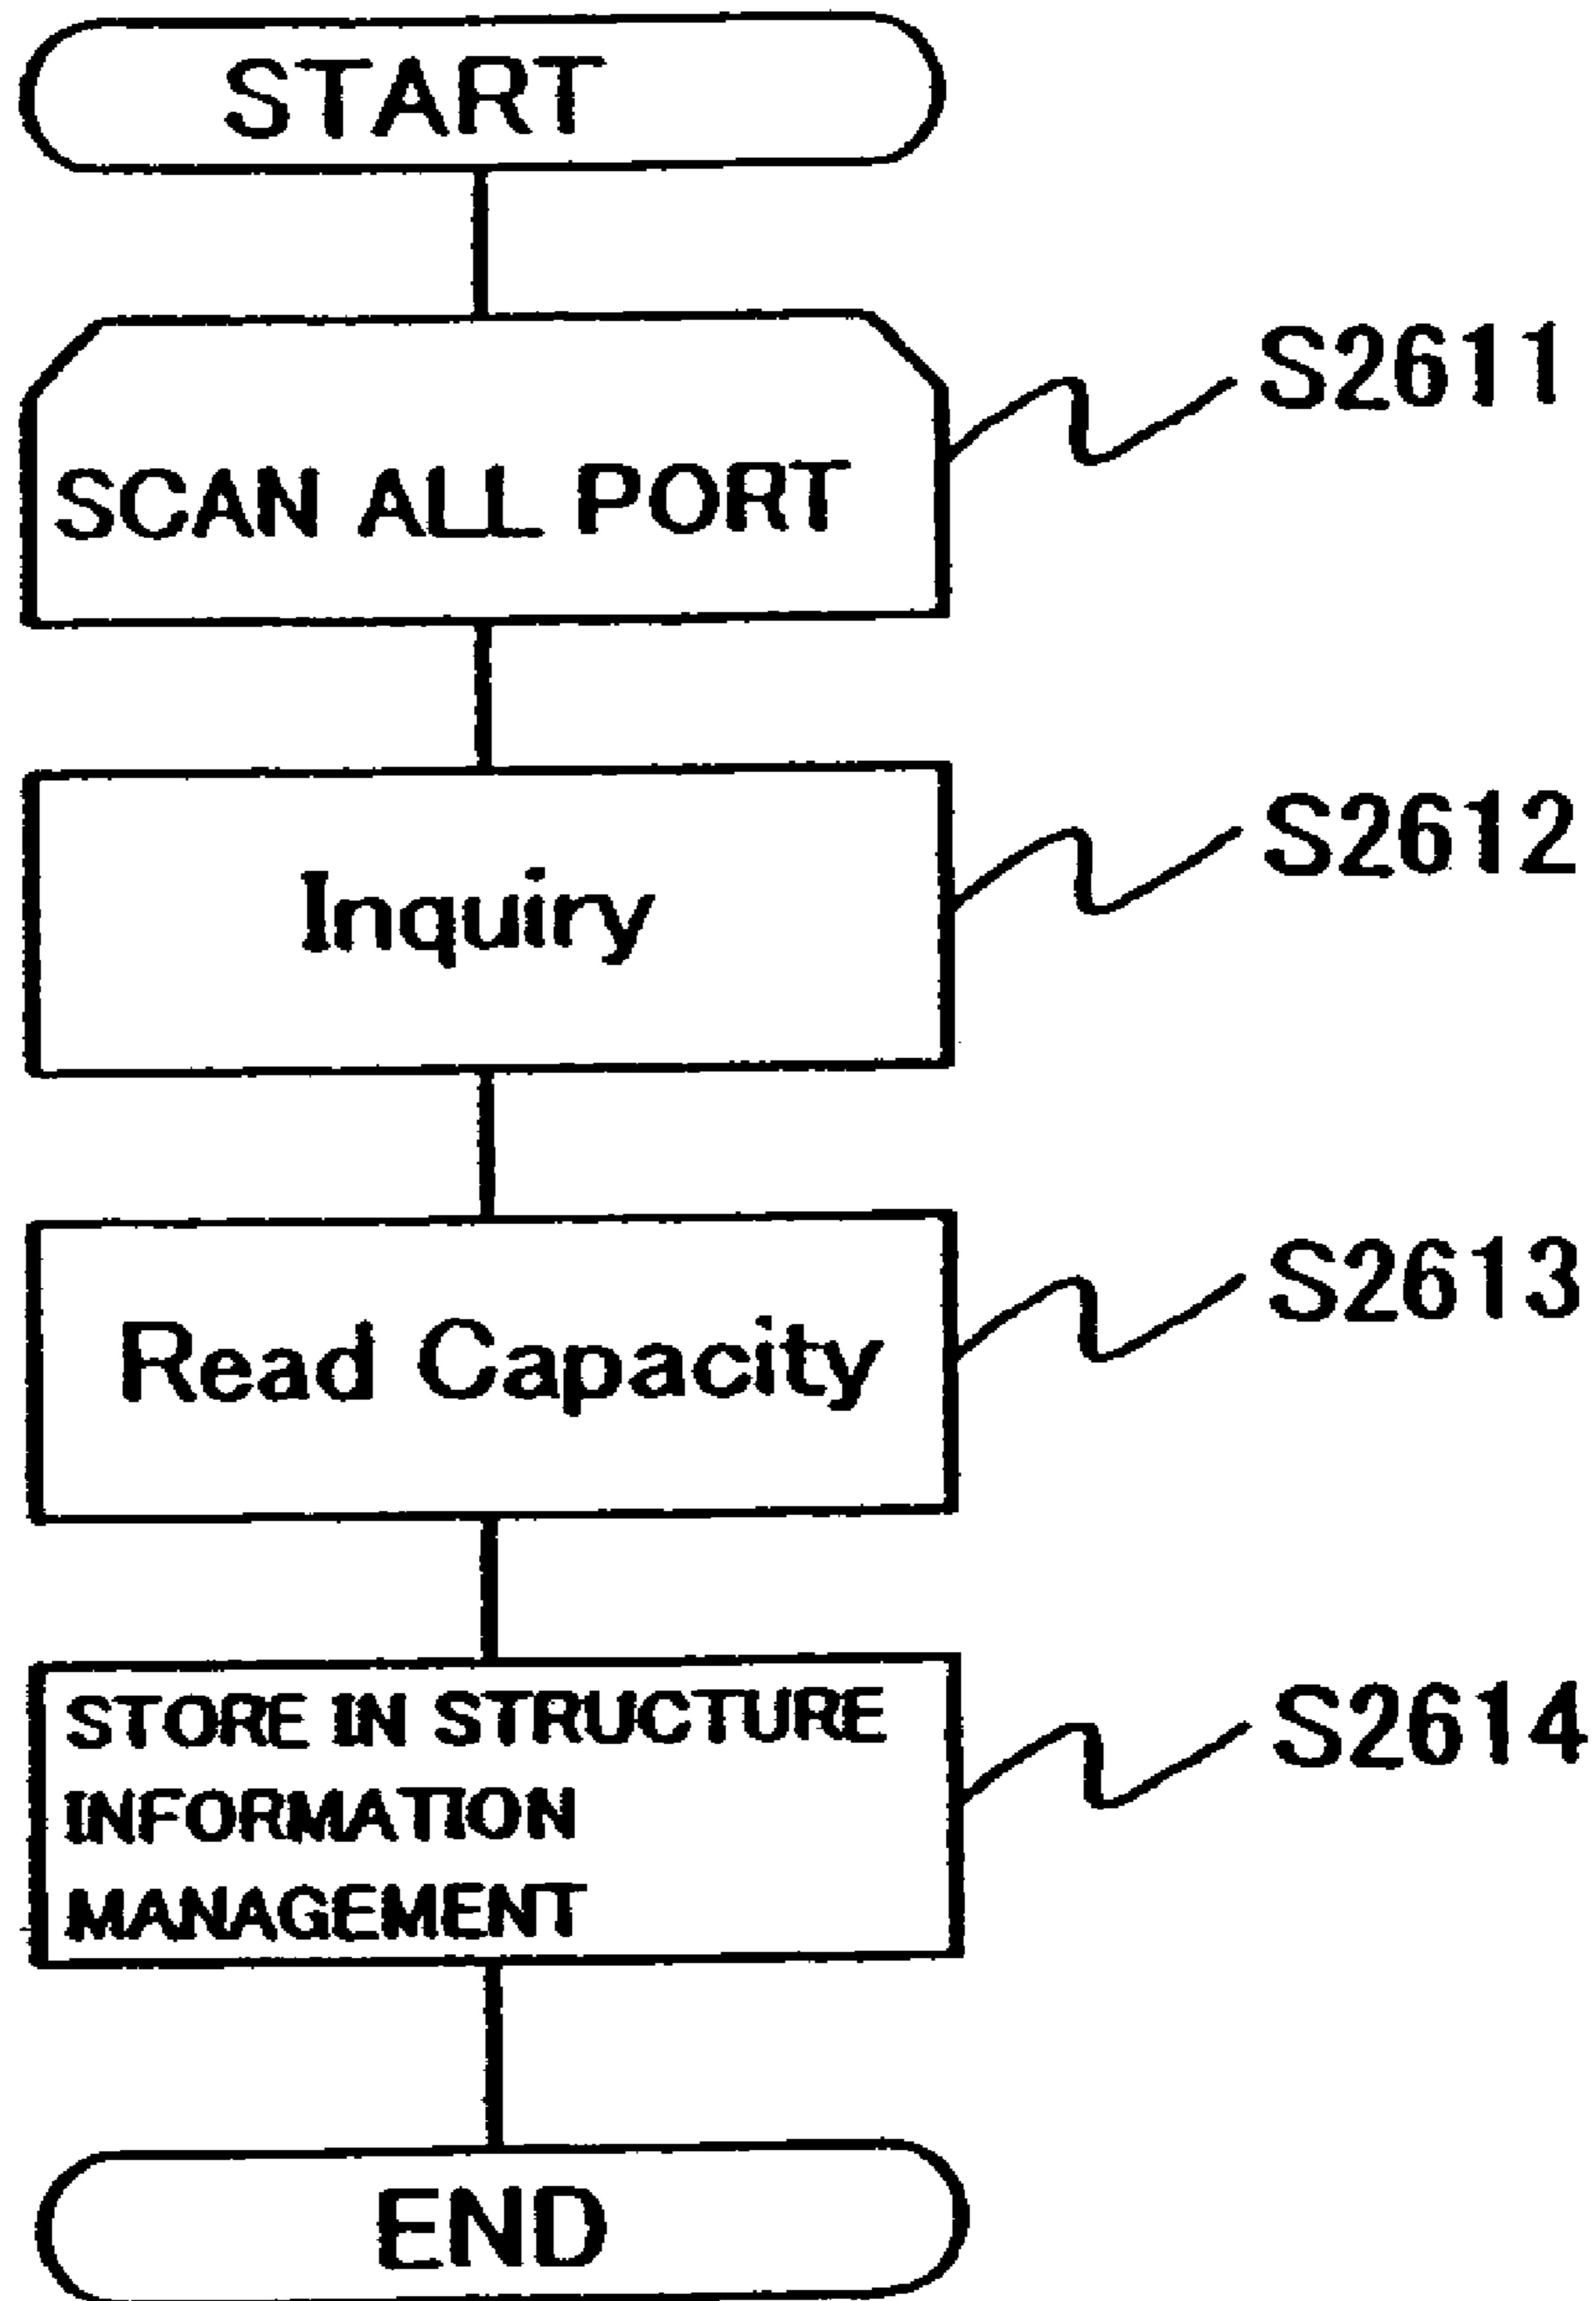 START
SCAN ALL PORT
S2611
Inquiry
S2612
Read Capacity
S2613
STORE IN STRUCTURE
INFORMATION
MANAGEMENT
S2614
END